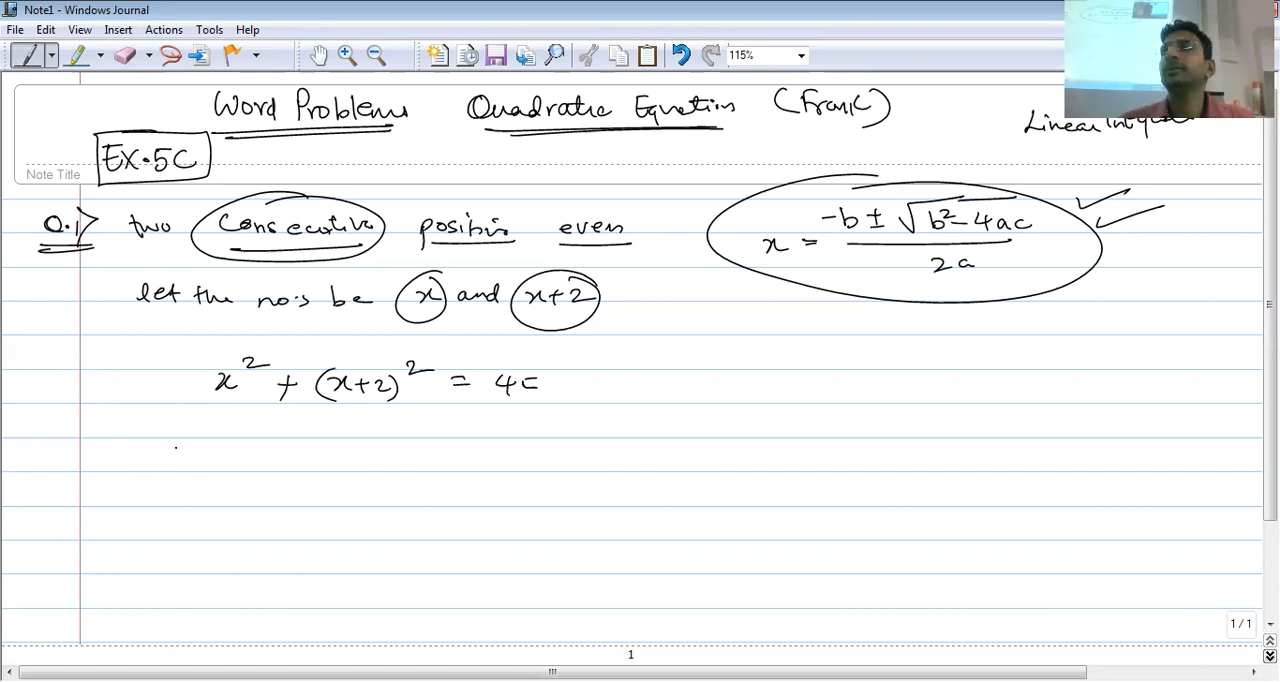 Note1 - Windows Journal
File Edit View Insert Actions Tools Help
115%
Word Problems Quadratic Equation (Frank)
Linear
EX.5C
Note Title
Q.1> two Consecutive positiv even
x = -b ± √b²-4ac / 2a
let the no.s be x and x+2
x² + (x+2)² =
1 / 1
1